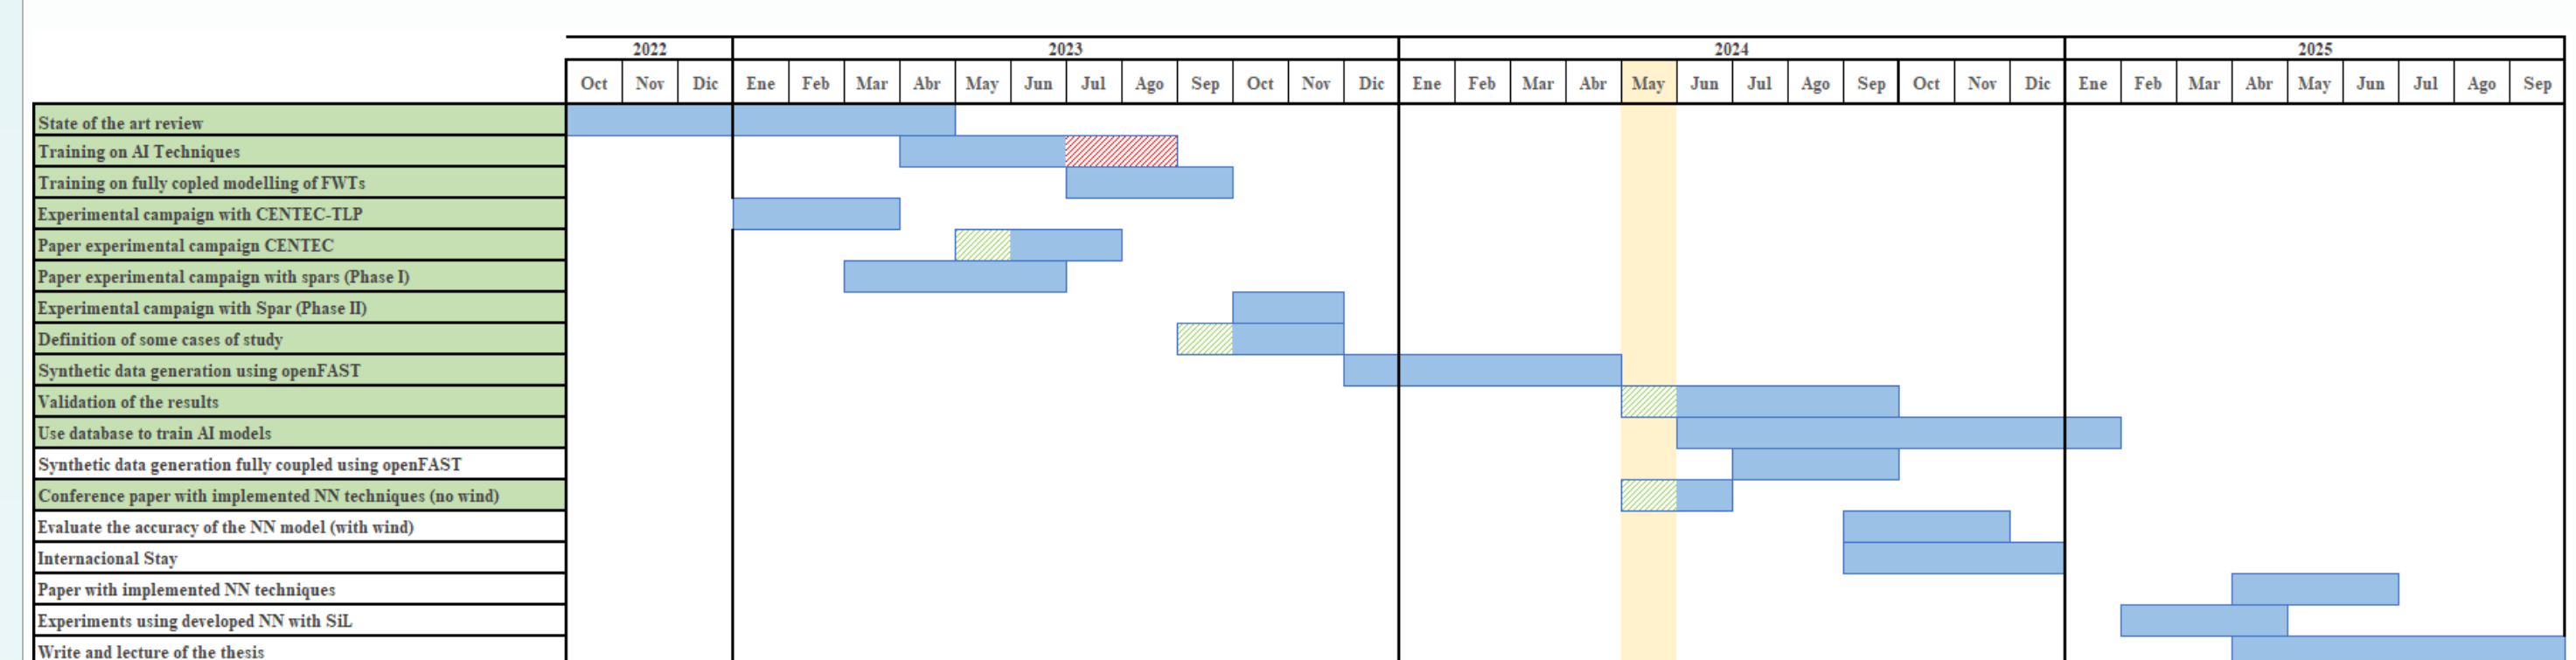 2022 2023 2024 2025
Oct Nov Dic Ene Feb Mar Abr May Jun Jul Ago Sep Oct Nov Dic Ene Feb Mar Abr May Jun Jul Ago Sep Oct Nov Dic Ene Feb Mar Abr May Jun Jul Ago Sep
State of the art review
Training on AI Techniques
Training on fully copled modelling of FWTs
Experimental campaign with CENTEC-TLP
Paper experimental campaign CENTEC
Paper experimental campaign with spars (Phase I)
Experimental campaign with Spar (Phase II)
Definition of some cases of study
Synthetic data generation using openFAST
Validation of the results
Use database to train AI models
Synthetic data generation fully coupled using openFAST
Conference paper with implemented NN techniques (no wind)
Evaluate the accuracy of the NN model (with wind)
Internacional Stay
Paper with implemented NN techniques
Experiments using developed NN with SiL
Write and lecture of the thesis